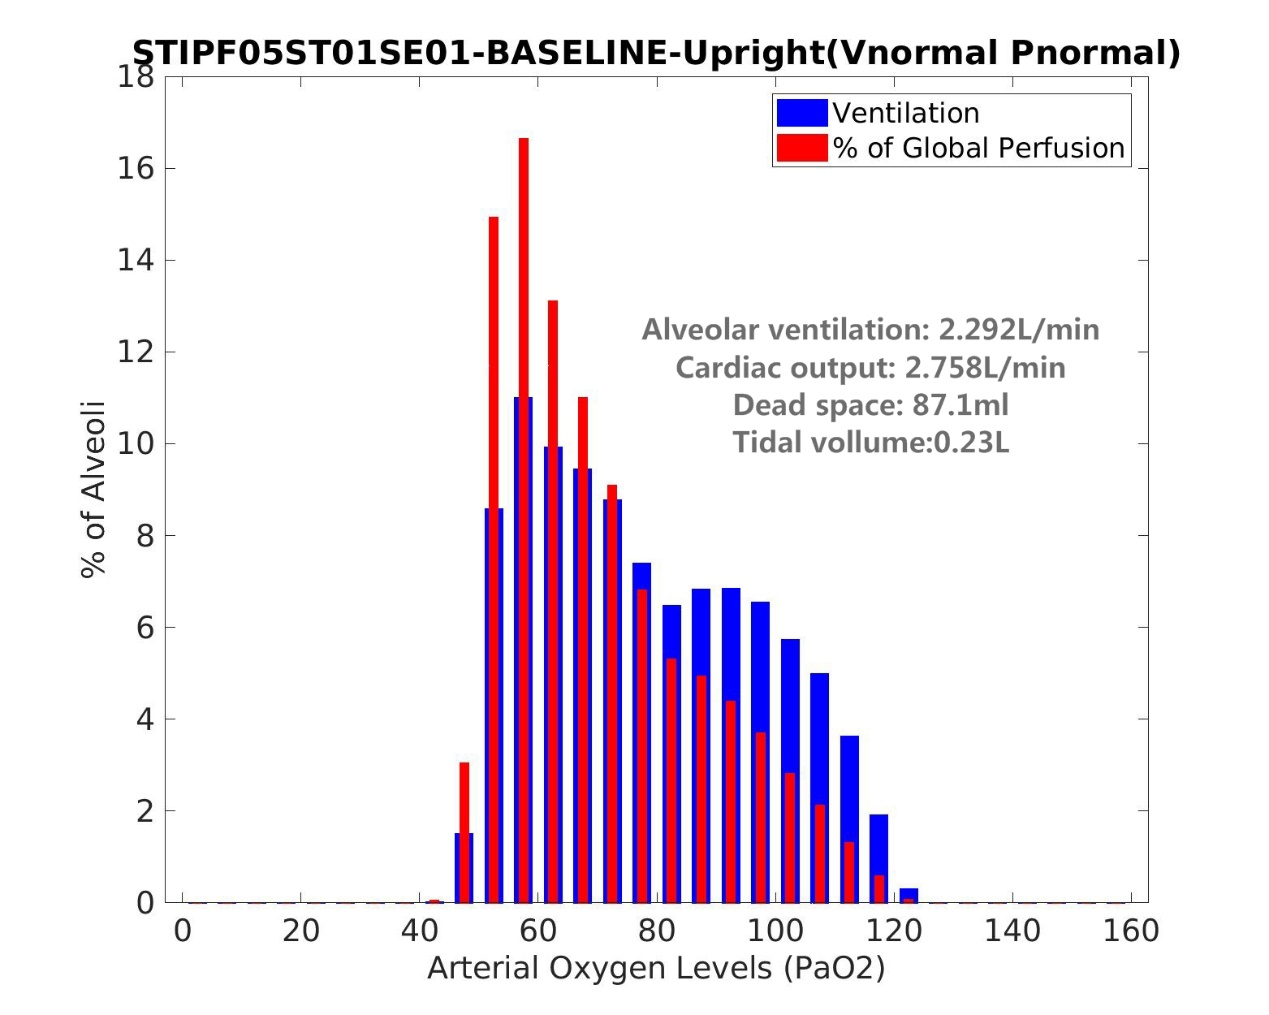 STIPF05ST01SE01-BASELINE-Upright(Vnormal Pnormal)
18
16
14
12
10
8
6
4
2
0
% of Alveoli
Ventilation
% of Global Perfusion
Alveolar ventilation: 2.292L/min
Cardiac output: 2.758L/min
Dead space: 87.1ml
Tidal vollume:0.23L
0 20 40 60 80 100 120 140 160
Arterial Oxygen Levels (PaO2)